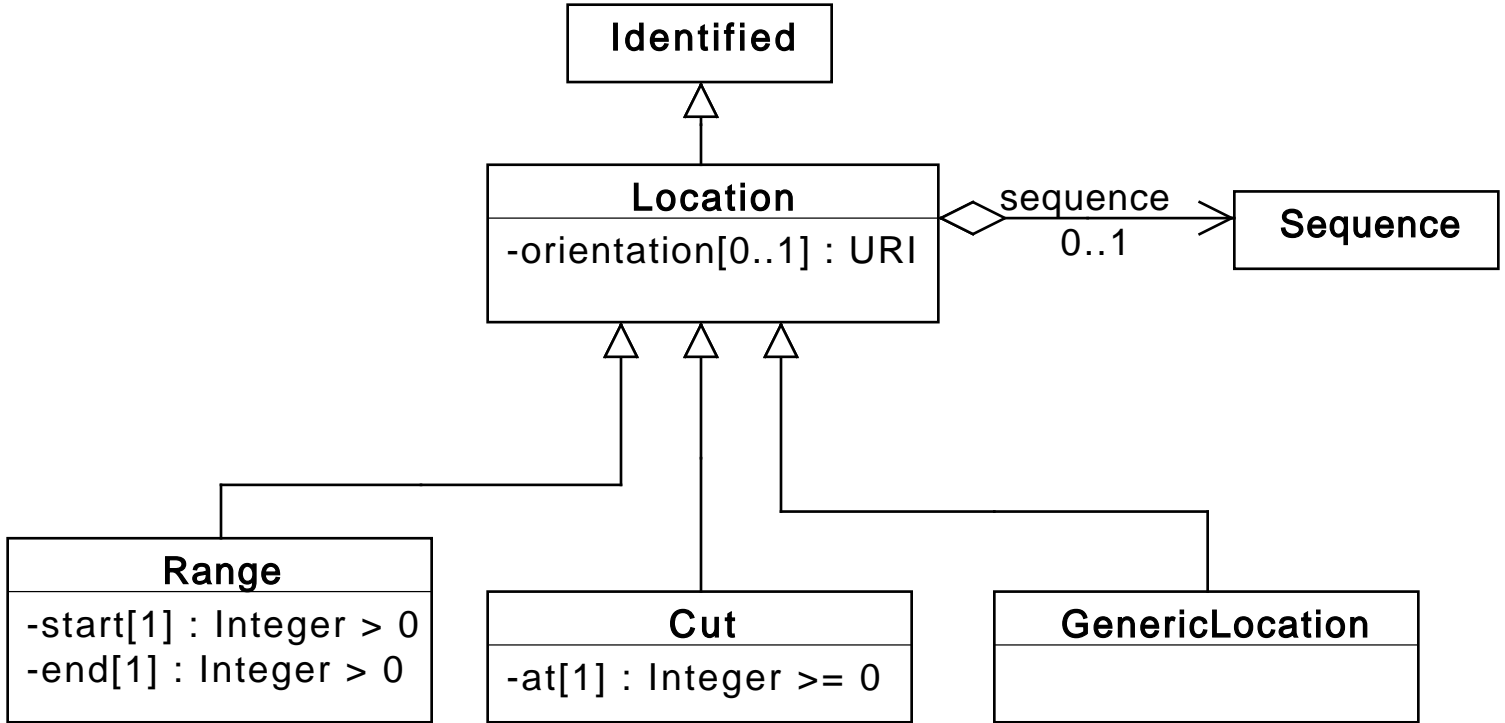 Identified
Location
-orientation[0..1] : URI
sequence
0..1
Sequence
Range
-start[1] : Integer > 0
-end[1] : Integer > 0
Cut
-at[1] : Integer >= 0
GenericLocation